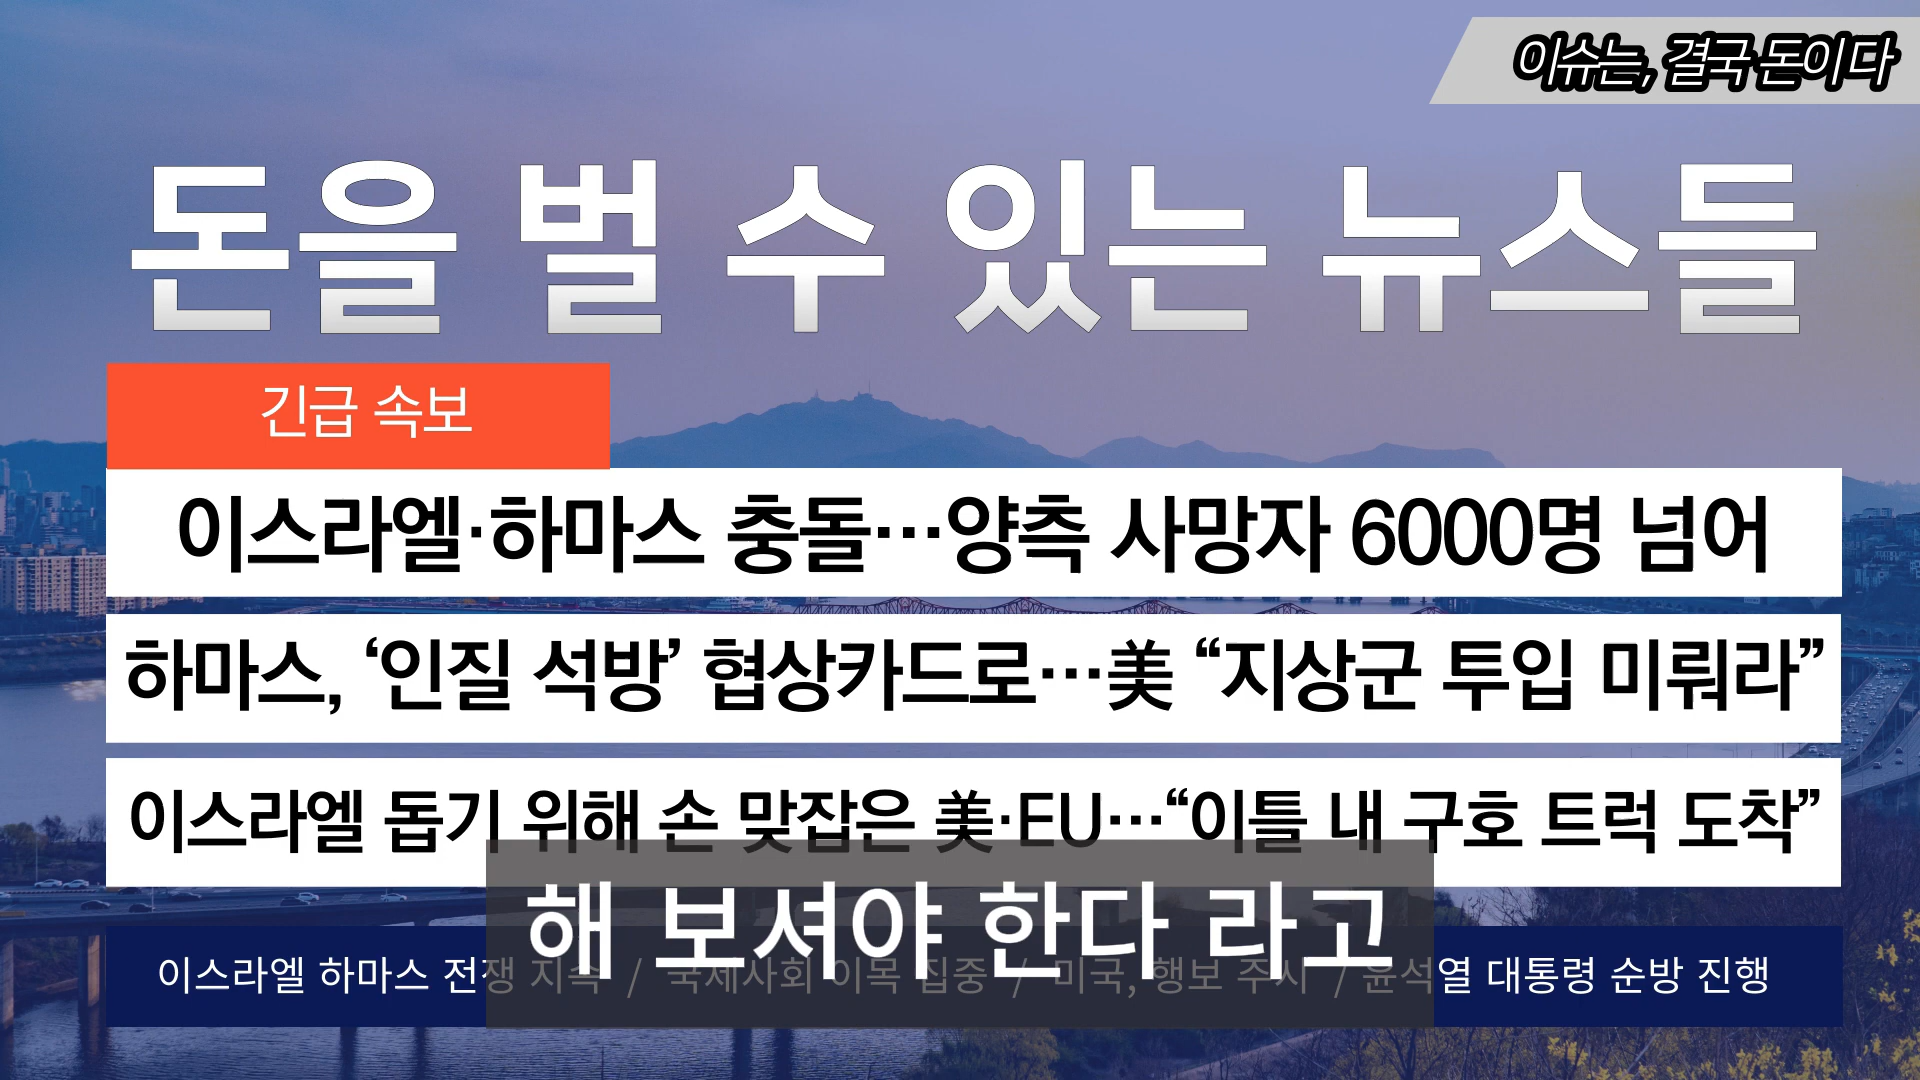 이슈는, 결국 돈이다
돈을 벌 수 있는 뉴스들
긴급 속보
이스라엘·하마스 충돌…양측 사망자 6000명 넘어
하마스, ‘인질 석방’ 협상카드로…美 “지상군 투입 미뤄라”
이스라엘 돕기 위해 손 맞잡은 美·EU…“이틀 내 구호 트럭 도착”
해 보셔야 한다 라고
이스라엘 하마스 전쟁 지속 / 국제사회 이목 집중 / 미국, 행보 주시 / 윤석열 대통령 순방 진행